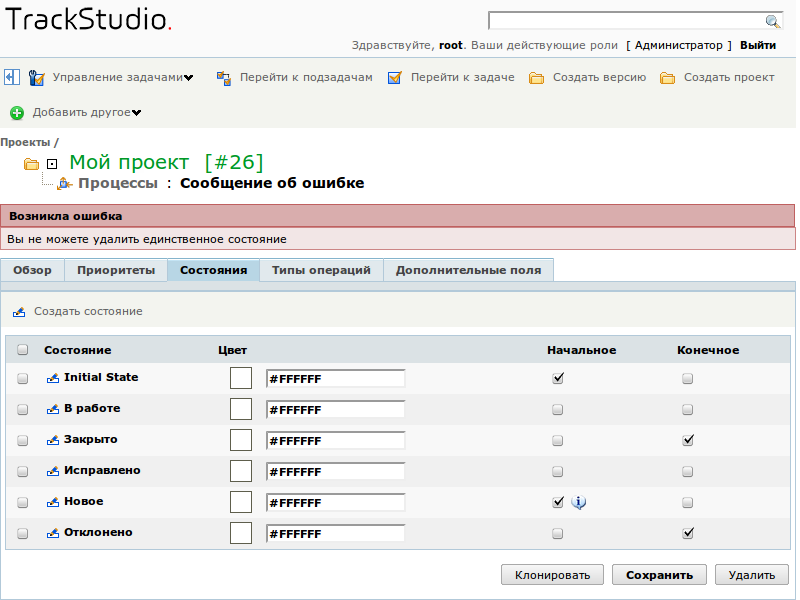 TrackStudio.
Здравствуйте, root. Ваши действующие роли [ Администратор ] Выйти
Управление задачами Перейти к подзадачам Перейти к задаче Создать версию Создать проект
Добавить другое
Проекты /
Мой проект [#26]
Процессы : Сообщение об ошибке
Возникла ошибка
Вы не можете удалить единственное состояние
Обзор Приоритеты Состояния Типы операций Дополнительные поля
Создать состояние
Состояние Цвет Начальное Конечное
Initial State #FFFFFF
В работе #FFFFFF
Закрыто #FFFFFF
Исправлено #FFFFFF
Новое #FFFFFF
Отклонено #FFFFFF
Клонировать Сохранить Удалить